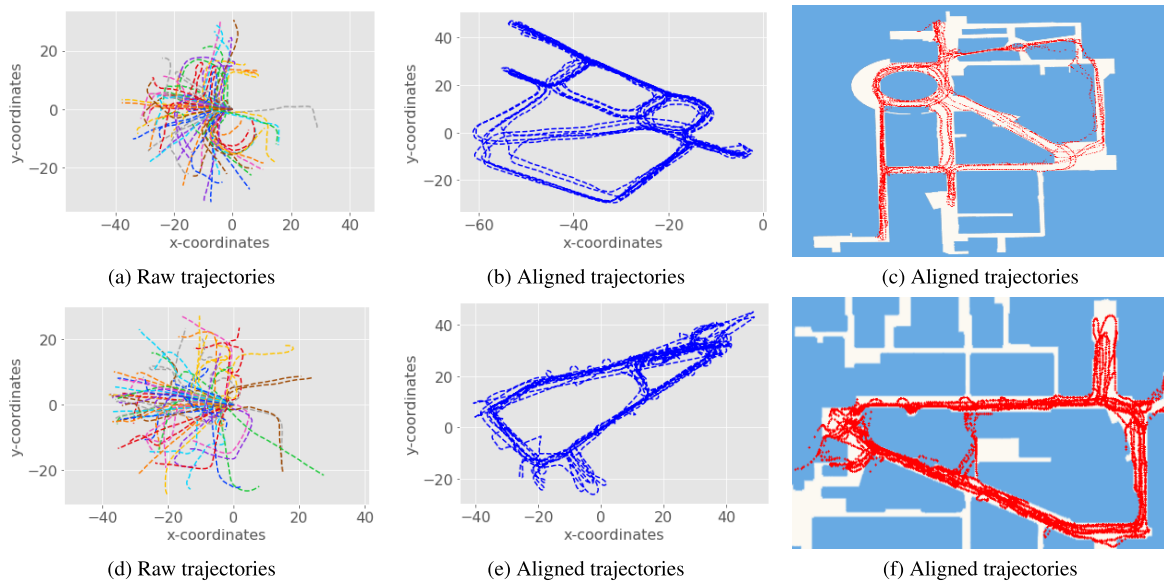 20
0
−20
y-coordinates
−40
−20
0
20
40
x-coordinates
(a) Raw trajectories
40
20
0
−20
y-coordinates
−60
−40
−20
0
x-coordinates
(b) Aligned trajectories
(c) Aligned trajectories
20
0
−20
y-coordinates
−40
−20
0
20
40
x-coordinates
(d) Raw trajectories
40
20
0
−20
y-coordinates
−40
−20
0
20
40
x-coordinates
(e) Aligned trajectories
(f) Aligned trajectories